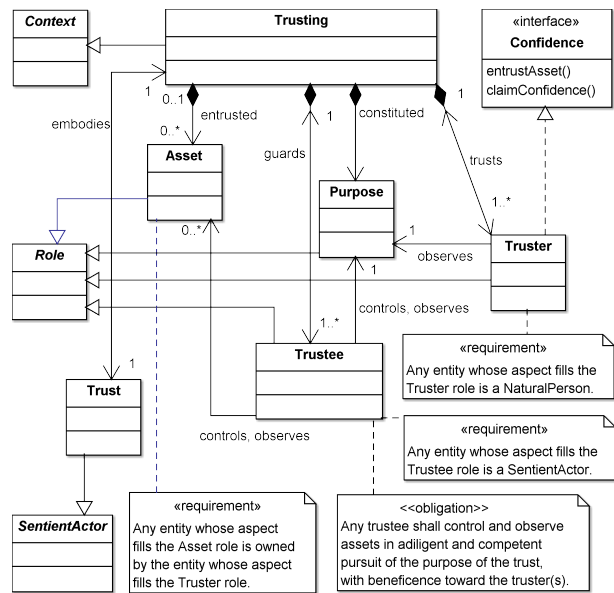 Context
Trusting
«interface»
Confidence
entrustAsset()
claimConfidence()
1
0..1
1
1
entrusted
constituted
embodies
0..*
guards
trusts
Asset
Purpose
1..*
0..*
1
Truster
observes
Role
1
controls, observes
1..*
Trustee
«requirement»
Any entity whose aspect fills the
Truster role is a NaturalPerson.
1
Trust
controls, observes
«requirement»
Any entity whose aspect fills the
Trustee role is a SentientActor.
SentientActor
«requirement»
Any entity whose aspect
fills the Asset role is owned
by the entity whose aspect
fills the Truster role.
<<obligation>>
Any trustee shall control and observe
assets in adiligent and competent
pursuit of the purpose of the trust,
with beneficence toward the truster(s).